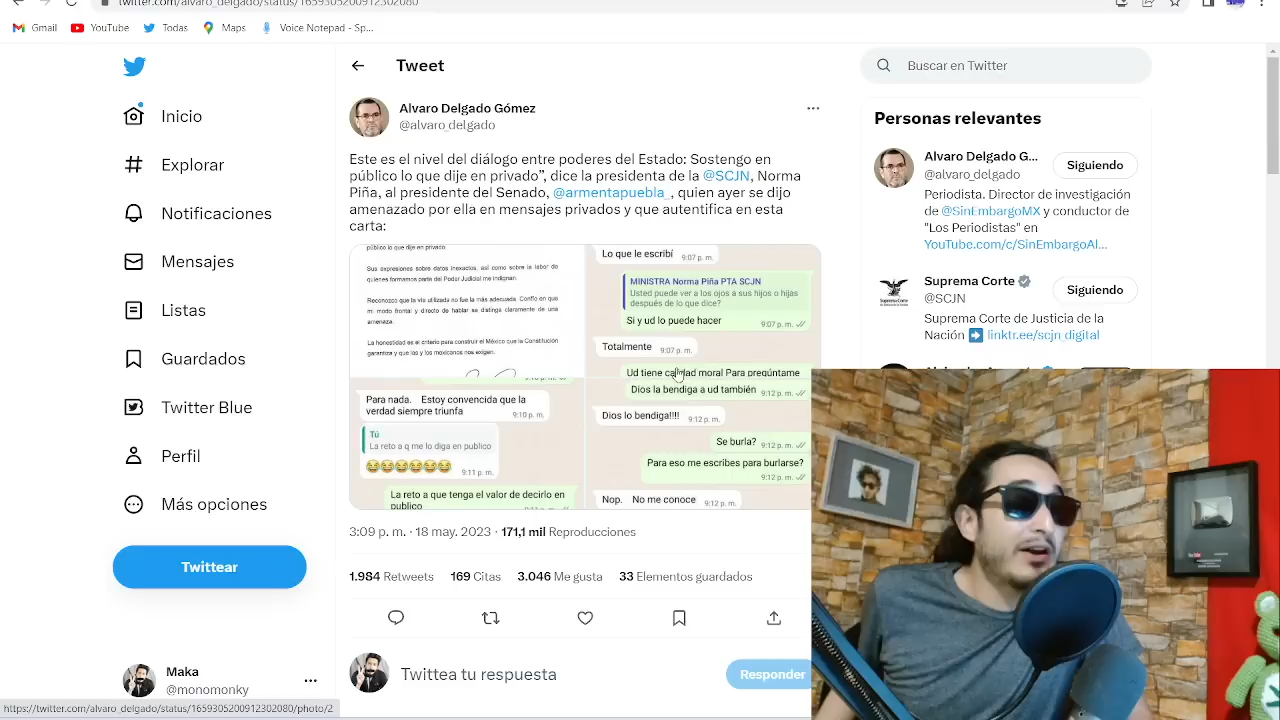 twitter.com/alvaro_delgado/status/1659305200912302080
Gmail
YouTube
Todas
Maps
Voice Notepad - Sp...
Inicio
Explorar
Notificaciones
Mensajes
Listas
Guardados
Twitter Blue
Perfil
Más opciones
Twittear
Maka
@monomonky
https://twitter.com/alvaro_delgado/status/1659305200912302080/photo/2
Tweet
Alvaro Delgado Gómez
@alvaro_delgado
Este es el nivel del diálogo entre poderes del Estado: Sostengo en
público lo que dije en privado”, dice la presidenta de la @SCJN, Norma
Piña, al presidente del Senado, @armentapuebla_, quien ayer se dijo
amenazado por ella en mensajes privados y que autentifica en esta
carta:
público lo que dije en privado.
Sus expresiones sobre datos inexactos, así como sobre la labor de
quienes formamos parte del Poder Judicial me indignan.
Reconozco que la vía utilizada no fue la más adecuada. Confío en que
mi modo frontal y directo de hablar se distinga claramente de una
amenaza.
La honestidad es el criterio para construir el México que la Constitución
garantiza y que los y los mexicanos nos exigen.
Lo que le escribí
9:07 p. m.
MINISTRA Norma Piña PTA SCJN
Usted puede ver a los ojos a sus hijos o hijas
después de lo que dice?
Si y ud lo puede hacer
9:07 p. m.
Totalmente
9:07 p. m.
Ud tiene calidad moral Para pregúntame
Dios la bendiga a ud también
9:12 p. m.
Dios lo bendiga!!!!
9:12 p. m.
Se burla?
9:12 p. m.
Para eso me escribes para burlarse?
9:12 p. m.
Nop. No me conoce
9:12 p. m.
Para nada. Estoy convencida que la
verdad siempre triunfa
9:10 p. m.
Tú
La reto a q me lo diga en publico
😂😂😂😂😂😂
9:11 p. m.
La reto a que tenga el valor de decirlo en
publico
3:09 p. m. · 18 may. 2023 · 171,1 mil Reproducciones
1.984 Retweets 169 Citas 3.046 Me gusta 33 Elementos guardados
Twittea tu respuesta
Responder
Buscar en Twitter
Personas relevantes
Alvaro Delgado G...
@alvaro_delgado
Siguiendo
Periodista. Director de investigación
de @SinEmbargoMX y conductor de
"Los Periodistas" en
YouTube.com/c/SinEmbargoAl...
Suprema Corte
@SCJN
Siguiendo
Suprema Corte de Justicia de la
Nación ➡️ linktr.ee/scjn_digital